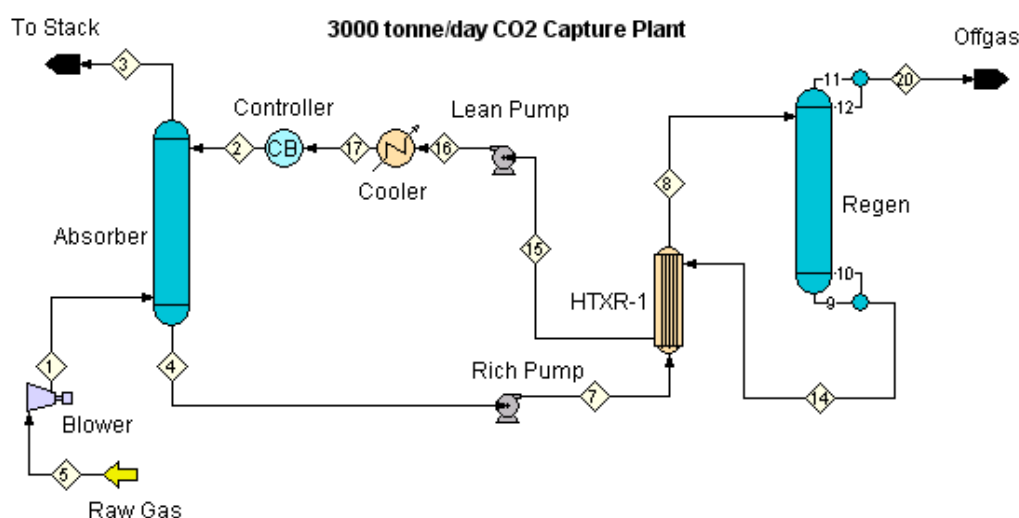 3000 tonne/day CO2 Capture Plant
To Stack
Offgas
3
11
20
12
Controller
Lean Pump
2
CB
17
16
Cooler
8
Regen
Absorber
15
10
9
HTXR-1
1
4
Rich Pump
7
14
Blower
5
Raw Gas